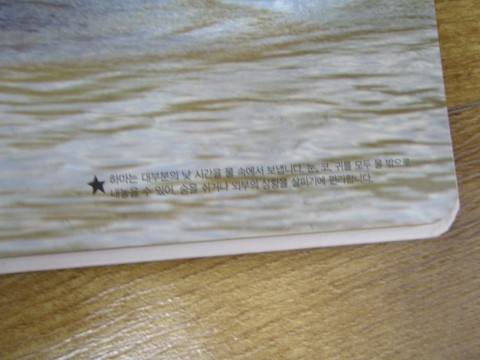 ★ 하마는 대부분의 낮 시간을 물 속에서 보냅니다. 눈, 코, 귀를 모두 물 밖으로
내놓을 수 있어, 숨을 쉬거나 외부의 상황을 살피기에 편리합니다.